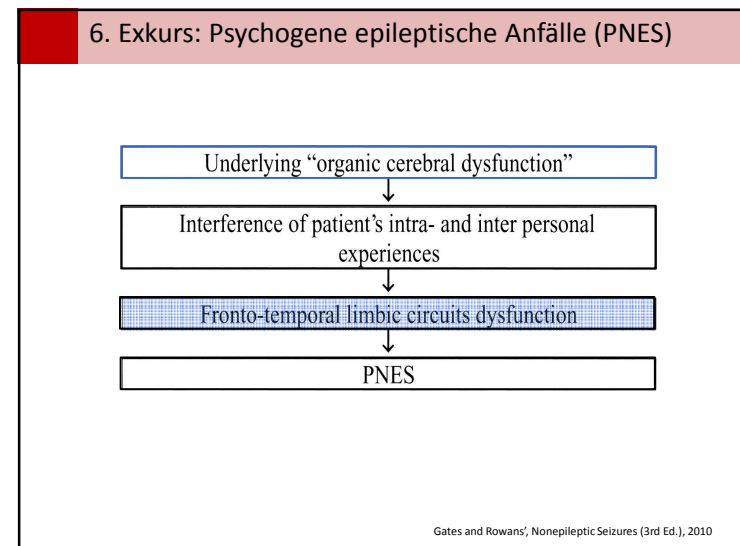 6. Exkurs: Psychogene epileptische Anfälle (PNES)
Underlying “organic cerebral dysfunction”
Interference of patient’s intra- and inter personal
experiences
Fronto-temporal limbic circuits dysfunction
PNES
Gates and Rowans’, Nonepileptic Seizures (3rd Ed.), 2010